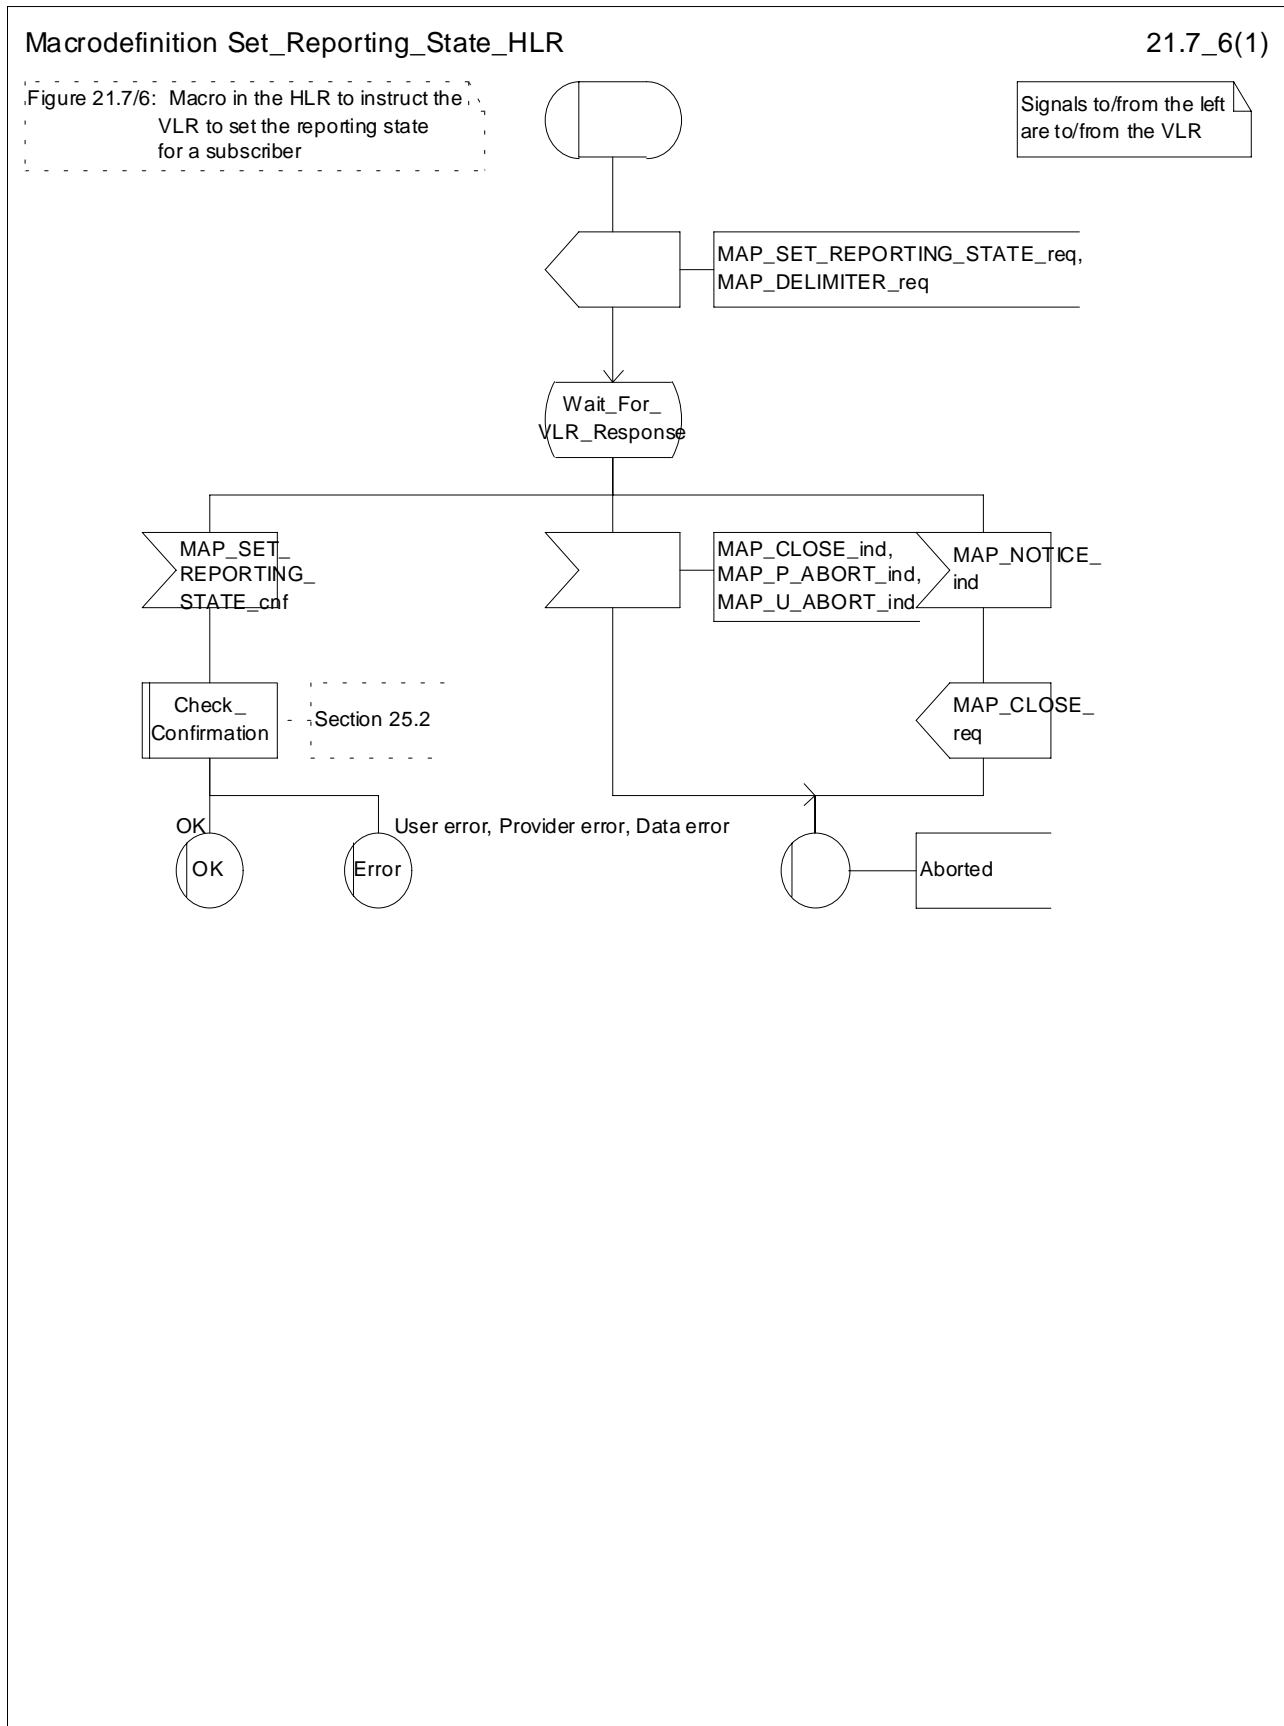 Macrodefinition Set_Reporting_State_HLR
21.7_6(1)
Figure 21.7/6: Macro in the HLR to instruct the
VLR to set the reporting state
for a subscriber
Signals to/from the left
are to/from the VLR
MAP_SET_REPORTING_STATE_req,
MAP_DELIMITER_req
Wait_For_
VLR_Response
MAP_SET_
REPORTING_
STATE_cnf
MAP_CLOSE_ind,
MAP_P_ABORT_ind,
MAP_U_ABORT_ind
MAP_NOTICE_
ind
Check_
Confirmation
Section 25.2
MAP_CLOSE_
req
OK
User error, Provider error, Data error
OK
Error
Aborted